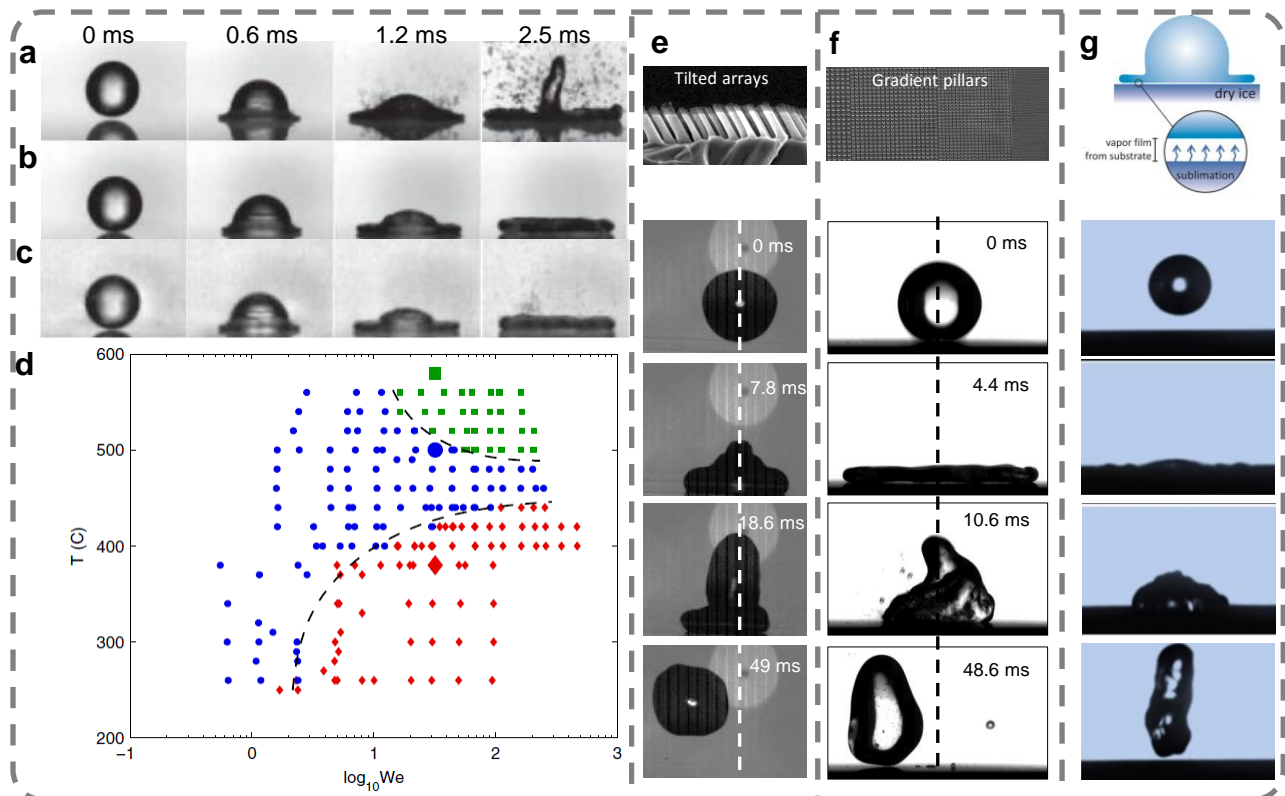 a
0 ms
0.6 ms
1.2 ms
2.5 ms
b
c
d
600
500
400
300
200
T (C)
−1
0
1
2
3
log10We
e
Tilted arrays
0 ms
7.8 ms
18.6 ms
49 ms
f
Gradient pillars
0 ms
4.4 ms
10.6 ms
48.6 ms
g
dry ice
vapor film
from substrate
sublimation